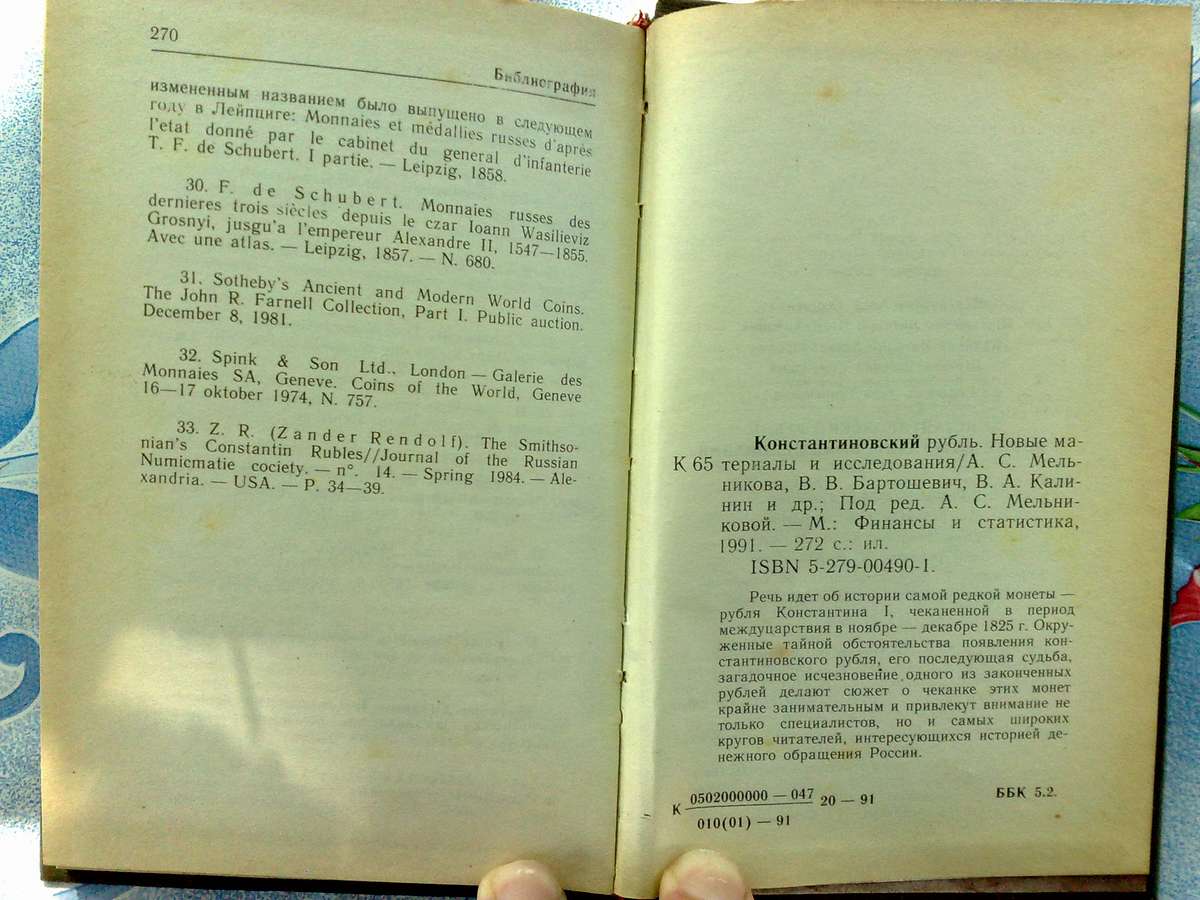 270
Библиография
измененным названием было выпущено в следующем
году в Лейпциге: Monnaies et médallies russes d'après
l'etat donné par le cabinet du general d'infanterie
T. F. de Schubert. I partie. — Leipzig, 1858.
30. F. de Schubert. Monnaies russes des
dernieres trois siècles depuis le czar Ioann Wasilieviz
Grosnyi, jusgu'a l'empereur Alexandre II, 1547—1855.
Avec une atlas. — Leipzig, 1857. — N. 680.
31. Sotheby's Ancient and Modern World Coins.
The John R. Farnell Collection, Part I. Public auction.
December 8, 1981.
32. Spink & Son Ltd., London — Galerie des
Monnaies SA, Geneve. Coins of the World, Geneve
16—17 oktober 1974, N. 757.
33. Z. R. (Zander Rendolf). The Smithso-
nian's Constantin Rubles//Journal of the Russian
Numicmatie cociety. — n°. 14. — Spring 1984. — Ale-
xandria. — USA. — P. 34—39.
Константиновский рубль. Новые ма-
К 65 териалы и исследования/А. С. Мель-
никова, В. В. Бартошевич, В. А. Кали-
нин и др.; Под ред. А. С. Мельни-
ковой. — М.: Финансы и статистика,
1991. — 272 с.: ил.
ISBN 5-279-00490-1.
Речь идет об истории самой редкой монеты —
рубля Константина I, чеканенной в период
междуцарствия в ноябре — декабре 1825 г. Окру-
женные тайной обстоятельства появления кон-
стантиновского рубля, его последующая судьба,
загадочное исчезновение одного из законченных
рублей делают сюжет о чеканке этих монет
крайне занимательным и привлекут внимание не
только специалистов, но и самых широких
кругов читателей, интересующихся историей де-
нежного обращения России.
К 0502000000 — 047 20 — 91
010(01) — 91
ББК 5.2.